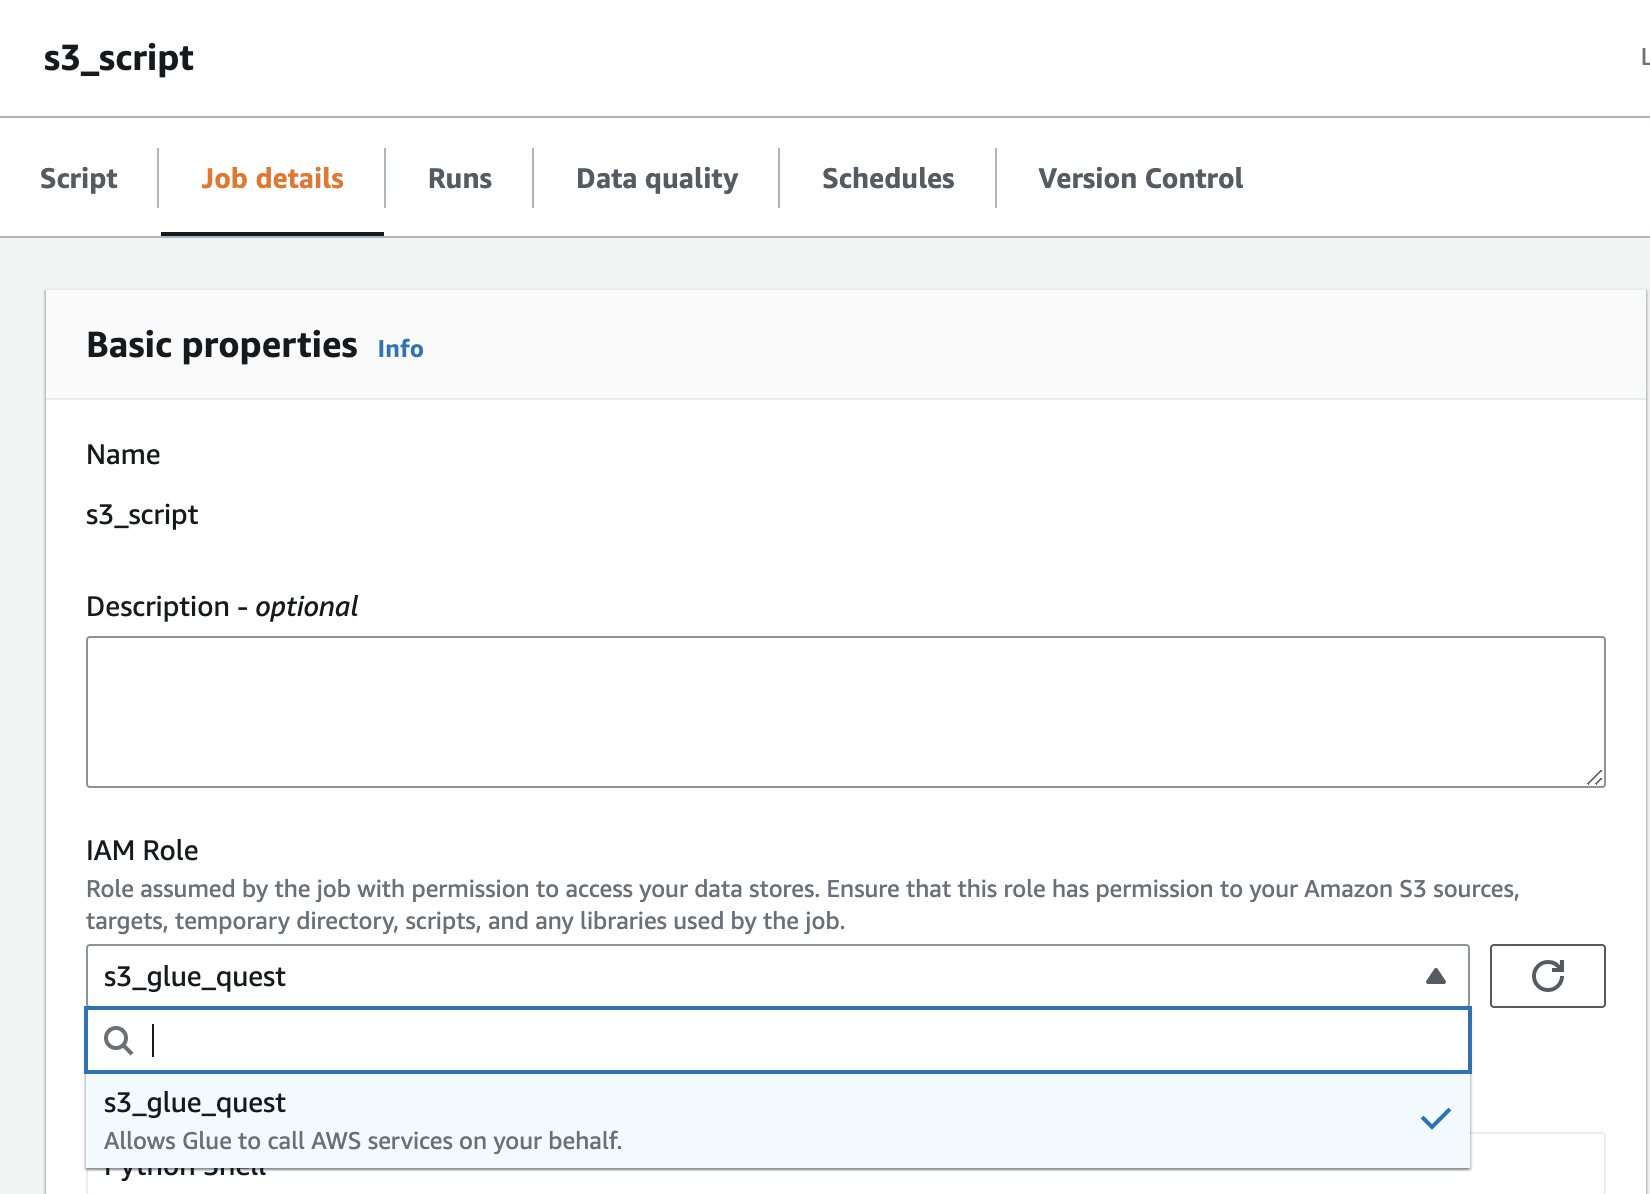 s3_script
Script
Job details
Runs
Data quality
Schedules
Version Control
Basic properties Info
Name
s3_script
Description - optional
IAM Role
Role assumed by the job with permission to access your data stores. Ensure that this role has permission to your Amazon S3 sources,
targets, temporary directory, scripts, and any libraries used by the job.
s3_glue_quest
s3_glue_quest
Allows Glue to call AWS services on your behalf.
Python Shell